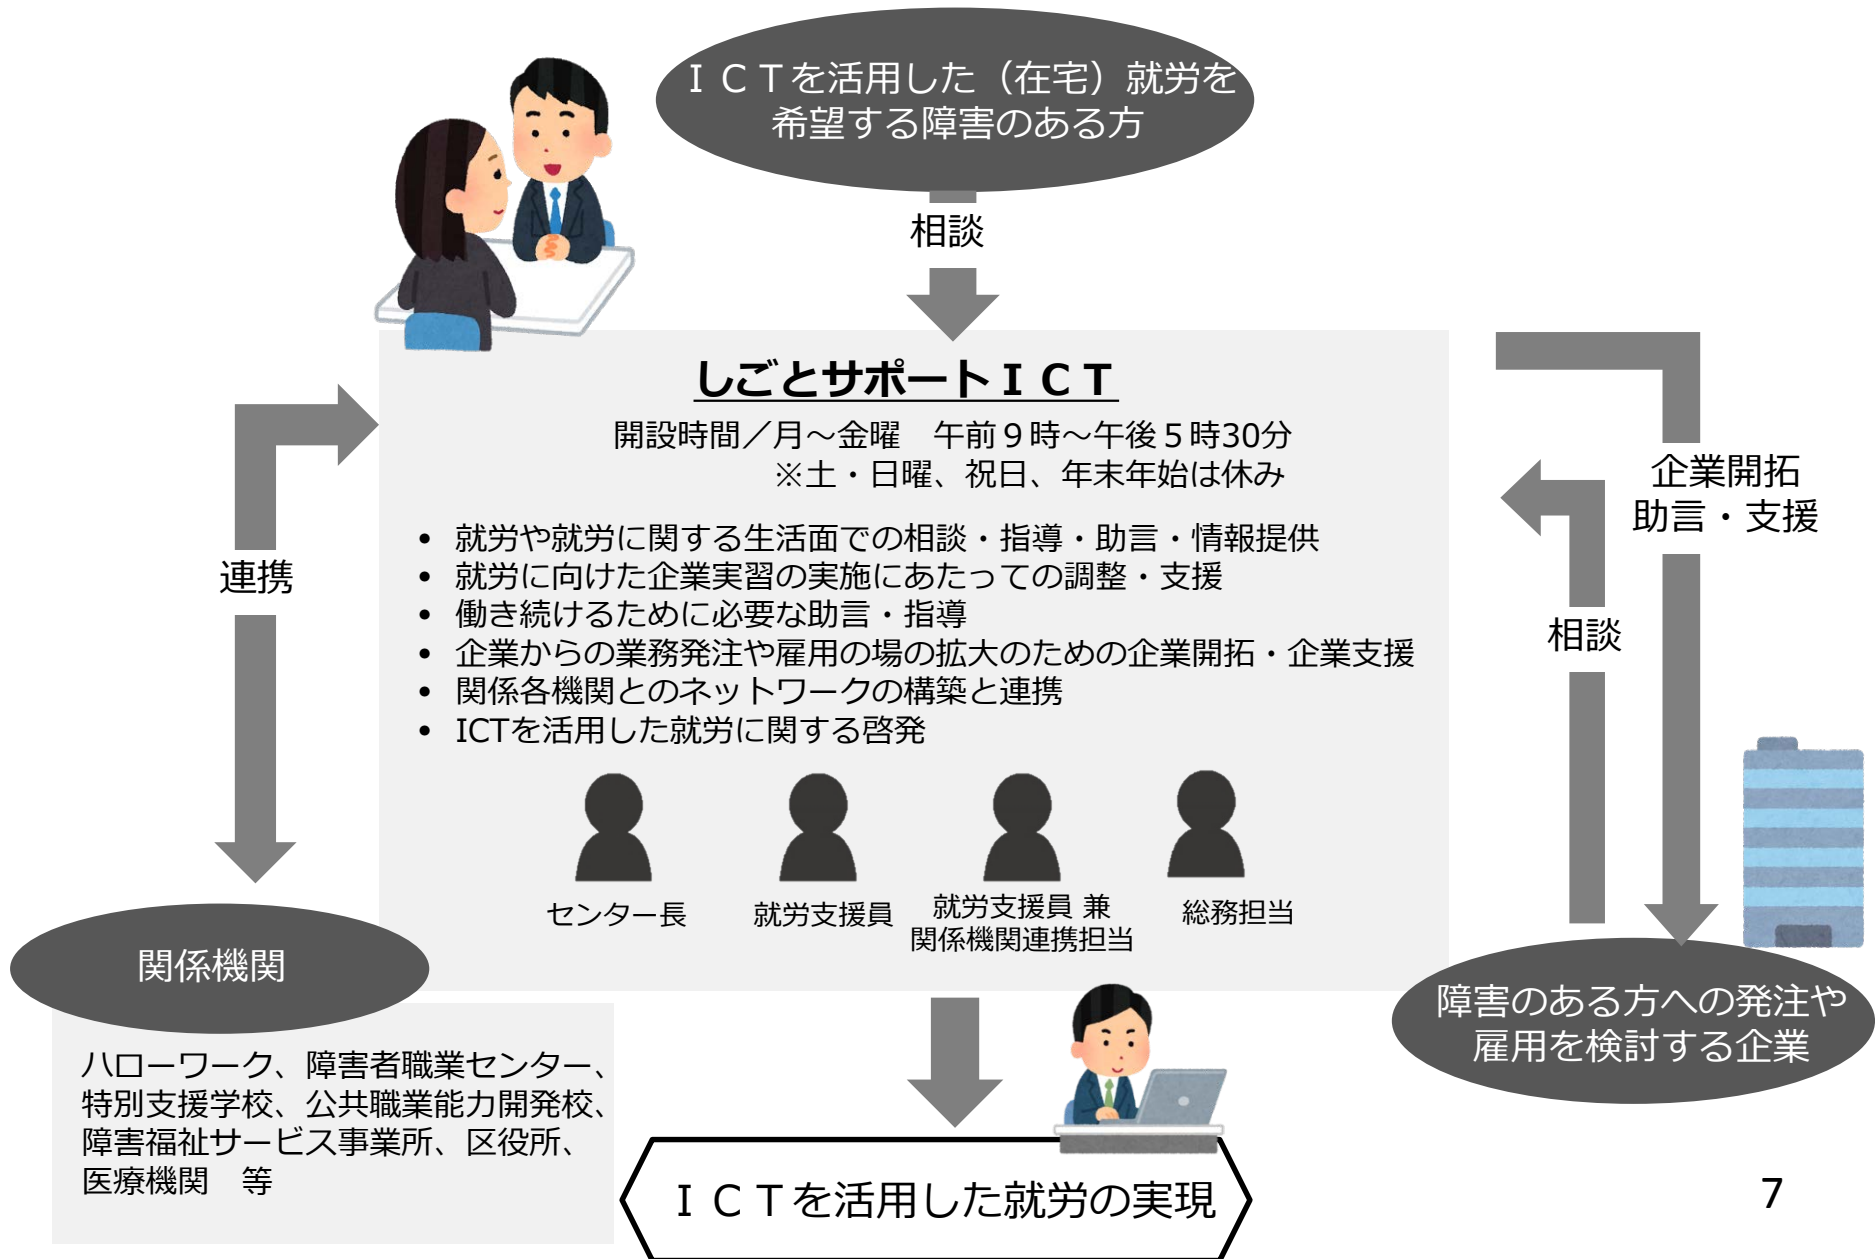 ＩＣＴを活用した（在宅）就労を
希望する障害のある方
相談
しごとサポートＩＣＴ
開設時間／月～金曜　午前９時～午後５時30分
※土・日曜、祝日、年末年始は休み
• 就労や就労に関する生活面での相談・指導・助言・情報提供
• 就労に向けた企業実習の実施にあたっての調整・支援
• 働き続けるために必要な助言・指導
• 企業からの業務発注や雇用の場の拡大のための企業開拓・企業支援
• 関係各機関とのネットワークの構築と連携
• ICTを活用した就労に関する啓発
センター長
就労支援員
就労支援員 兼
関係機関連携担当
総務担当
連携
企業開拓
助言・支援
相談
関係機関
ハローワーク、障害者職業センター、
特別支援学校、公共職業能力開発校、
障害福祉サービス事業所、区役所、
医療機関　等
障害のある方への発注や
雇用を検討する企業
ＩＣＴを活用した就労の実現
7